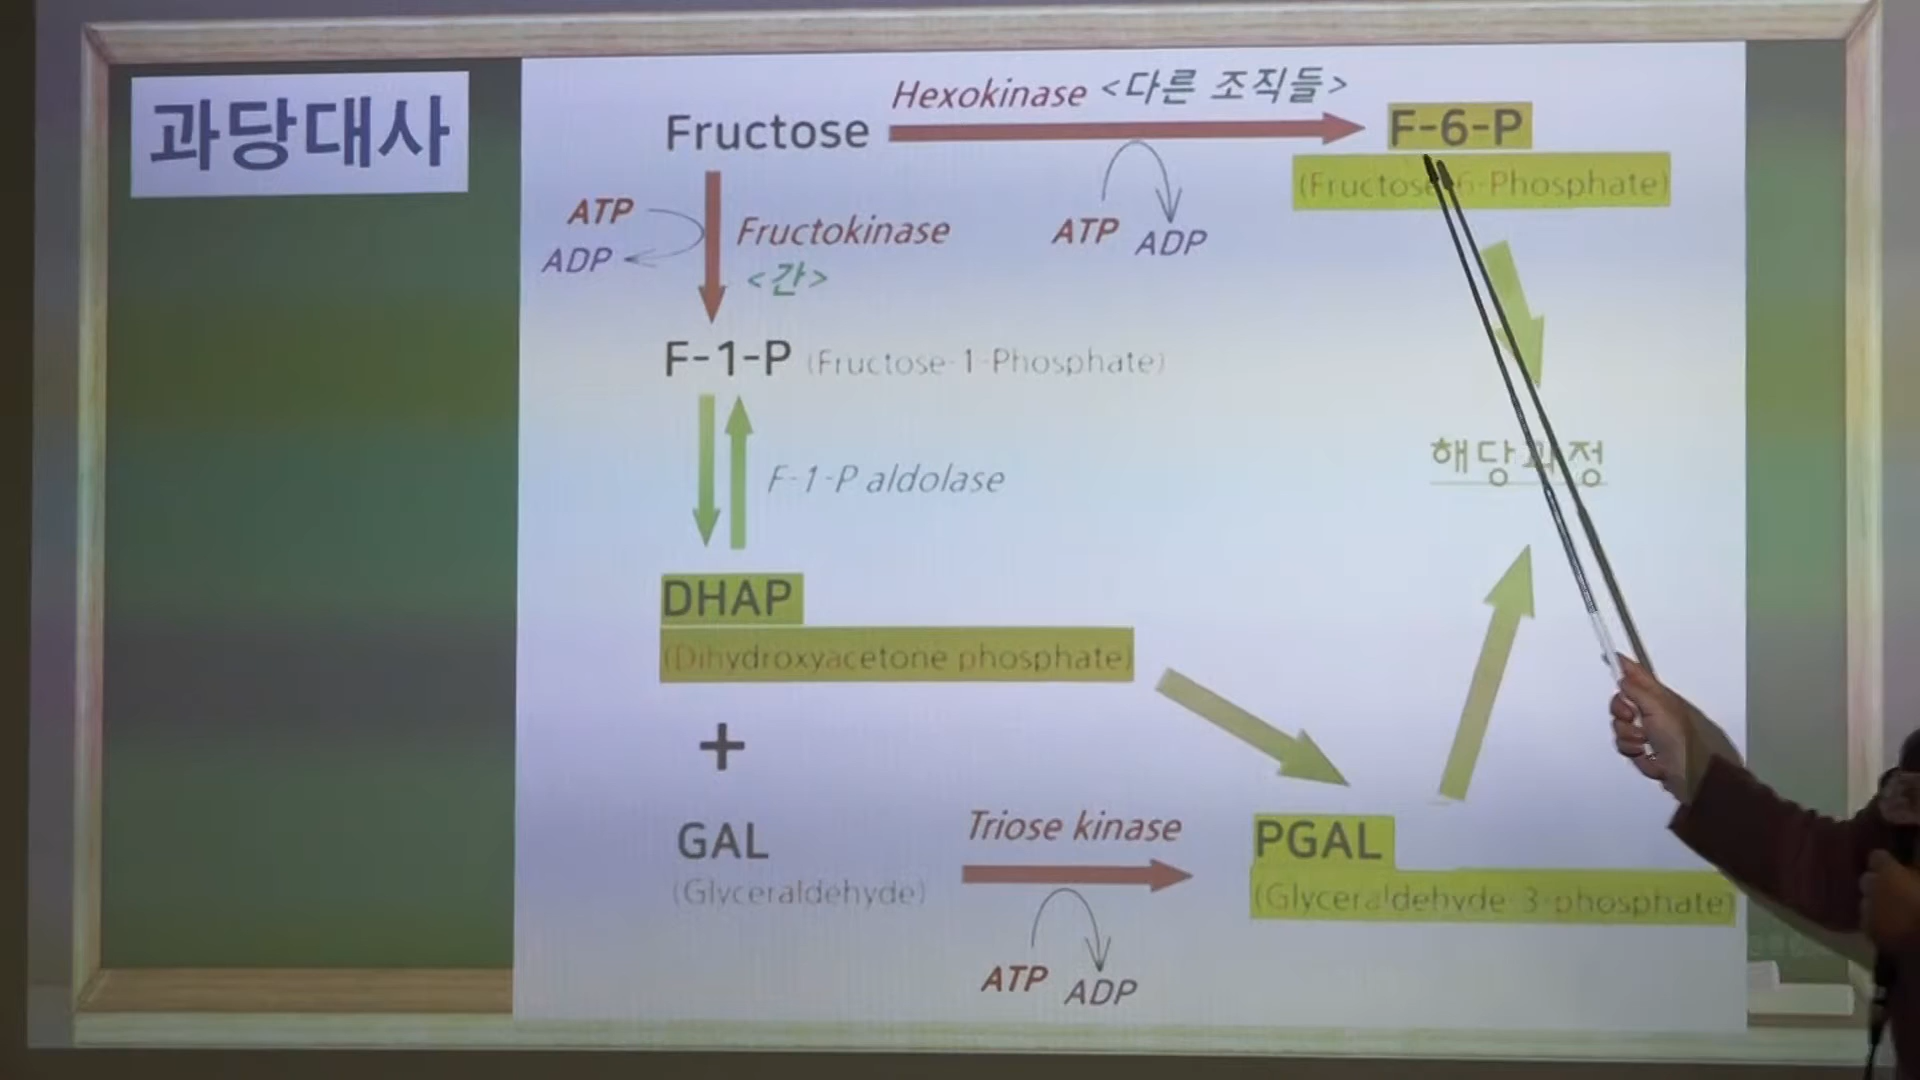 과당대사
Hexokinase <다른 조직들>
Fructose
F-6-P
(Fructose-6-Phosphate)
ATP
ADP
Fructokinase
<간>
ATP
ADP
F-1-P (Fructose-1-Phosphate)
해당과정
F-1-P aldolase
DHAP
(Dihydroxyacetone phosphate)
+
GAL
(Glyceraldehyde)
Triose kinase
PGAL
(Glyceraldehyde-3-phosphate)
ATP
ADP